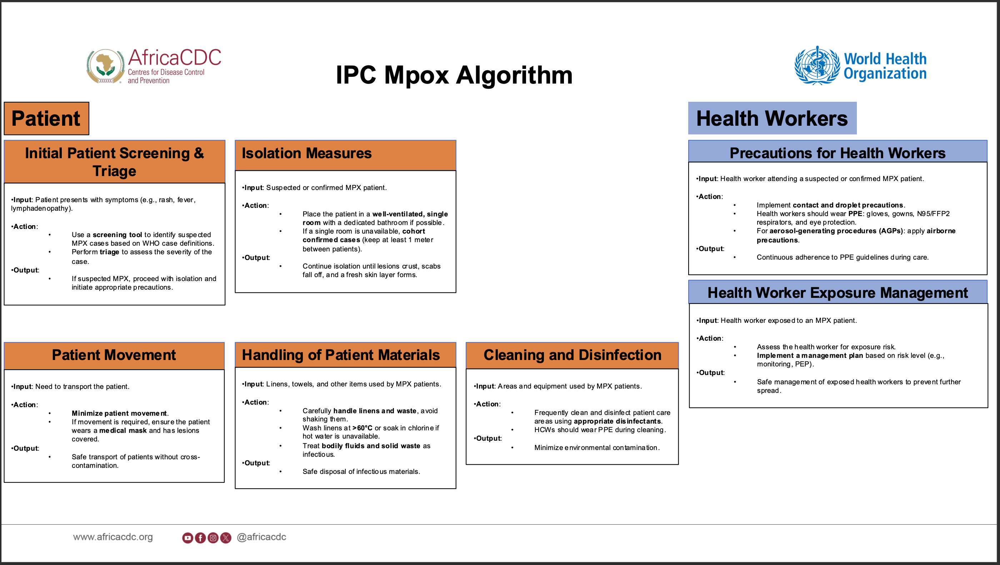 AfricaCDC
Centres for Disease Control
and Prevention
IPC Mpox Algorithm
World Health
Organization
Patient
Initial Patient Screening &
Triage
•Input: Patient presents with symptoms (e.g., rash, fever,
lymphadenopathy).
•Action:
• Use a screening tool to identify suspected
MPX cases based on WHO case definitions.
• Perform triage to assess the severity of the
case.
•Output:
• If suspected MPX, proceed with isolation and
initiate appropriate precautions.
Isolation Measures
•Input: Suspected or confirmed MPX patient.
•Action:
• Place the patient in a well-ventilated, single
room with a dedicated bathroom if possible.
• If a single room is unavailable, cohort
confirmed cases (keep at least 1 meter
between patients).
•Output:
• Continue isolation until lesions crust, scabs
fall off, and a fresh skin layer forms.
Patient Movement
•Input: Need to transport the patient.
•Action:
• Minimize patient movement.
• If movement is required, ensure the patient
wears a medical mask and has lesions
covered.
•Output:
• Safe transport of patients without cross-
contamination.
Handling of Patient Materials
•Input: Linens, towels, and other items used by MPX patients.
•Action:
• Carefully handle linens and waste, avoid
shaking them.
• Wash linens at >60°C or soak in chlorine if
hot water is unavailable.
• Treat bodily fluids and solid waste as
infectious.
•Output:
• Safe disposal of infectious materials.
Cleaning and Disinfection
•Input: Areas and equipment used by MPX patients.
•Action:
• Frequently clean and disinfect patient care
areas using appropriate disinfectants.
• HCWs should wear PPE during cleaning.
•Output:
• Minimize environmental contamination.
Health Workers
Precautions for Health Workers
•Input: Health worker attending a suspected or confirmed MPX patient.
•Action:
• Implement contact and droplet precautions.
• Health workers should wear PPE: gloves, gowns, N95/FFP2
respirators, and eye protection.
• For aerosol-generating procedures (AGPs): apply airborne
precautions.
•Output:
• Continuous adherence to PPE guidelines during care.
Health Worker Exposure Management
•Input: Health worker exposed to an MPX patient.
•Action:
• Assess the health worker for exposure risk.
• Implement a management plan based on risk level (e.g.,
monitoring, PEP).
•Output:
• Safe management of exposed health workers to prevent further
spread.
www.africacdc.org
@africacdc